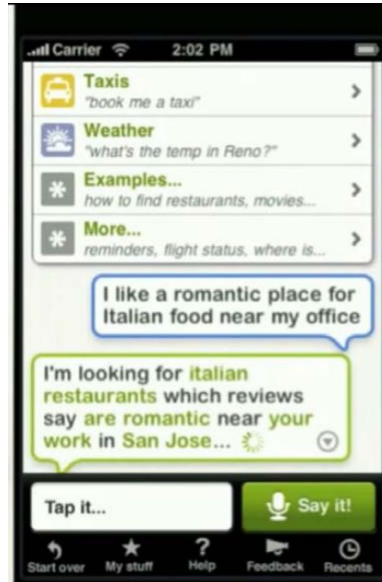 Carrier 2:02 PM
Taxis
"book me a taxi"
Weather
"what's the temp in Reno?"
Examples...
how to find restaurants, movies...
More...
reminders, flight status, where is...
I like a romantic place for
Italian food near my office
I'm looking for italian
restaurants which reviews
say are romantic near your
work in San Jose...
Tap it...
Say it!
Start over My stuff Help Feedback Recents